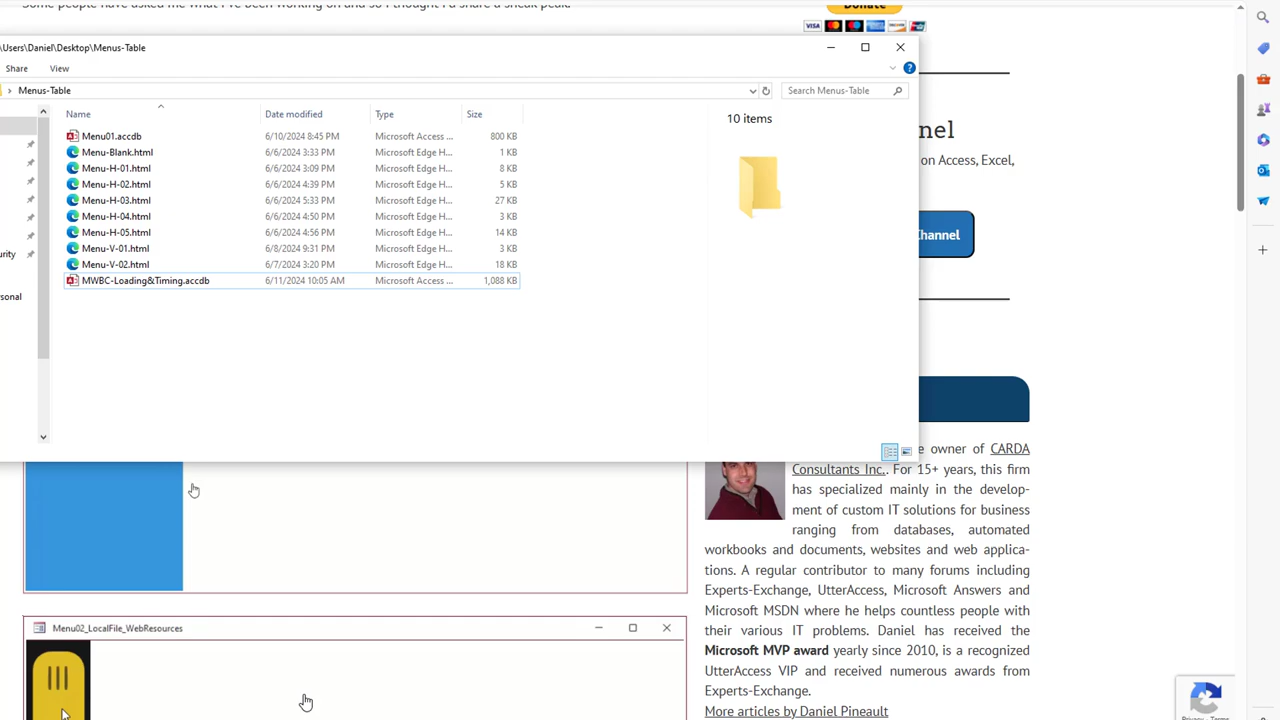 Some people have asked me what I've been working on and so I thought I'd share a sneak peak.
Donate
VISA
\Users\Daniel\Desktop\Menus-Table
Share View
Menus-Table
Search Menus-Table
Name Date modified Type Size
Menu01.accdb 6/10/2024 8:45 PM Microsoft Access ... 800 KB
Menu-Blank.html 6/6/2024 3:33 PM Microsoft Edge H... 1 KB
Menu-H-01.html 6/6/2024 3:09 PM Microsoft Edge H... 8 KB
Menu-H-02.html 6/6/2024 4:39 PM Microsoft Edge H... 5 KB
Menu-H-03.html 6/6/2024 5:33 PM Microsoft Edge H... 27 KB
Menu-H-04.html 6/6/2024 4:50 PM Microsoft Edge H... 3 KB
Menu-H-05.html 6/6/2024 4:56 PM Microsoft Edge H... 14 KB
Menu-V-01.html 6/8/2024 9:31 PM Microsoft Edge H... 3 KB
Menu-V-02.html 6/7/2024 3:20 PM Microsoft Edge H... 18 KB
MWBC-Loading&Timing.accdb 6/11/2024 10:05 AM Microsoft Access ... 1,088 KB
urity
rsonal
10 items
nel
on Access, Excel,
Channel
e owner of CARDA
Consultants Inc.. For 15+ years, this firm
has specialized mainly in the develop-
ment of custom IT solutions for business
ranging from databases, automated
workbooks and documents, websites and web applica-
tions. A regular contributor to many forums including
Experts-Exchange, UtterAccess, Microsoft Answers and
Microsoft MSDN where he helps countless people with
their various IT problems. Daniel has received the
Microsoft MVP award yearly since 2010, is a recognized
UtterAccess VIP and received numerous awards from
Experts-Exchange.
More articles by Daniel Pineault
Menu02_LocalFile_WebResources
Privacy - Terms